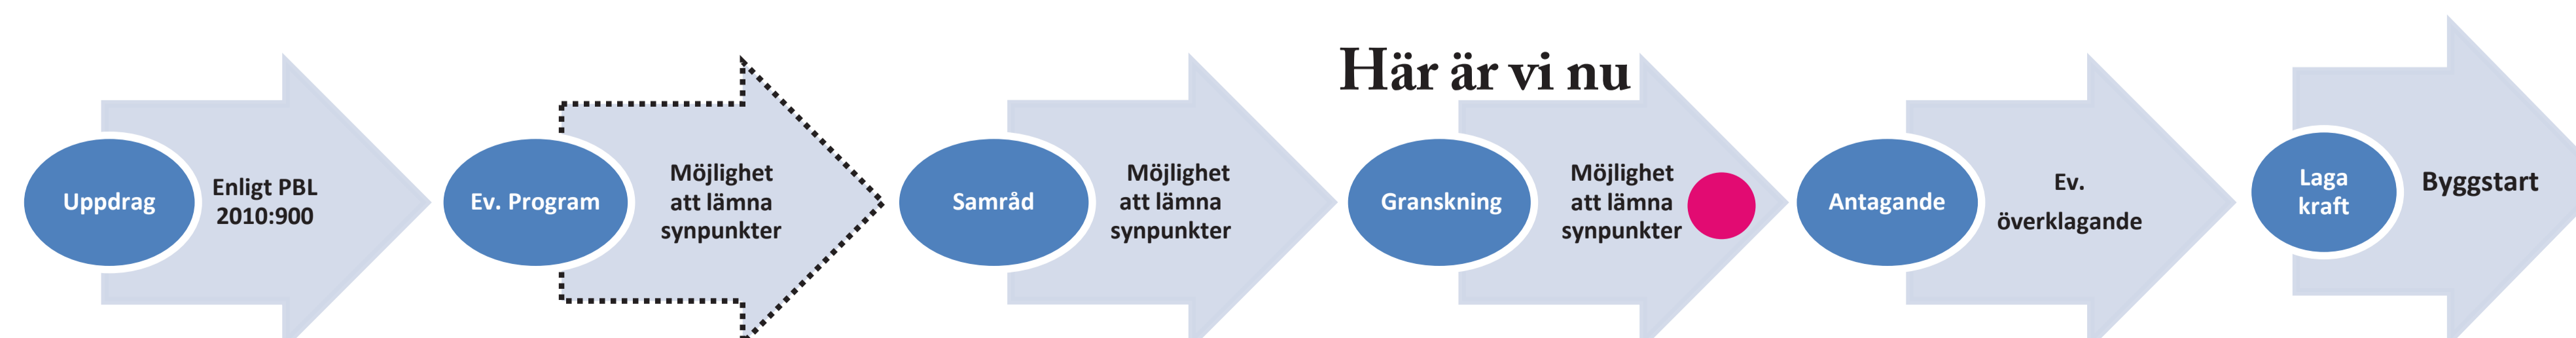 Här är vi nu
Uppdrag
Enligt PBL
2010:900
Ev. Program
Möjlighet
att lämna
synpunkter
Samråd
Möjlighet
att lämna
synpunkter
Granskning
Möjlighet
att lämna
synpunkter
Antagande
Ev.
överklagande
Laga
kraft
Byggstart